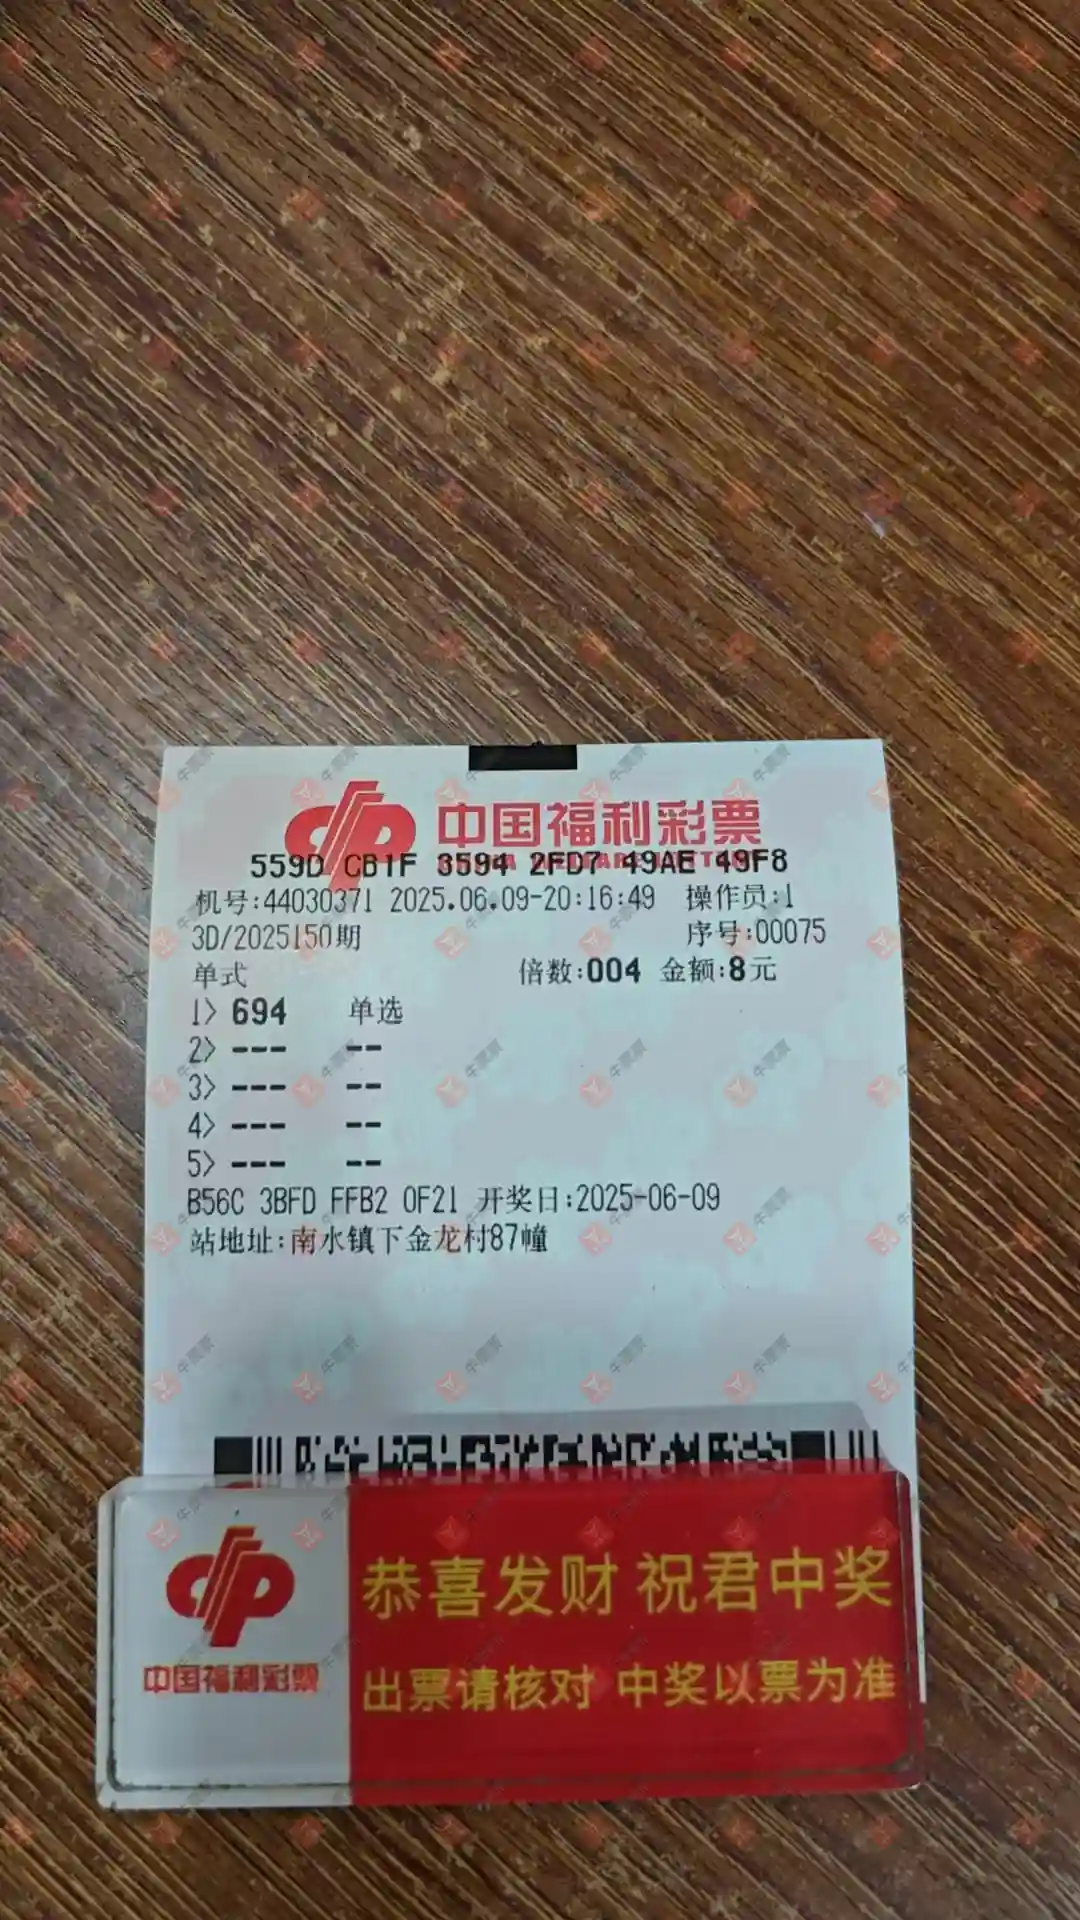 中国福利彩票
559D CB1F 3594 2FD7 49AE 49F8
机号:44030371 2025.06.09-20:16:49 操作员:1
3D/2025150期 序号:00075
单式 倍数:004 金额:8元
1> 694 单选
2> --- --
3> --- --
4> --- --
5> --- --
B56C 3BFD FFB2 0F21 开奖日:2025-06-09
站地址:南水镇下金龙村87幢
恭喜发财 祝君中奖
中国福利彩票
出票请核对 中奖以票为准